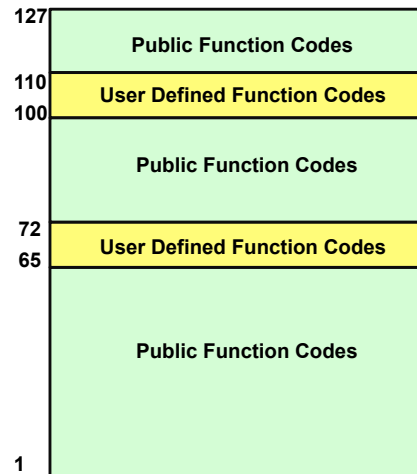 127
Public Function Codes
110
User Defined Function Codes
100
Public Function Codes
72
User Defined Function Codes
65
Public Function Codes
1